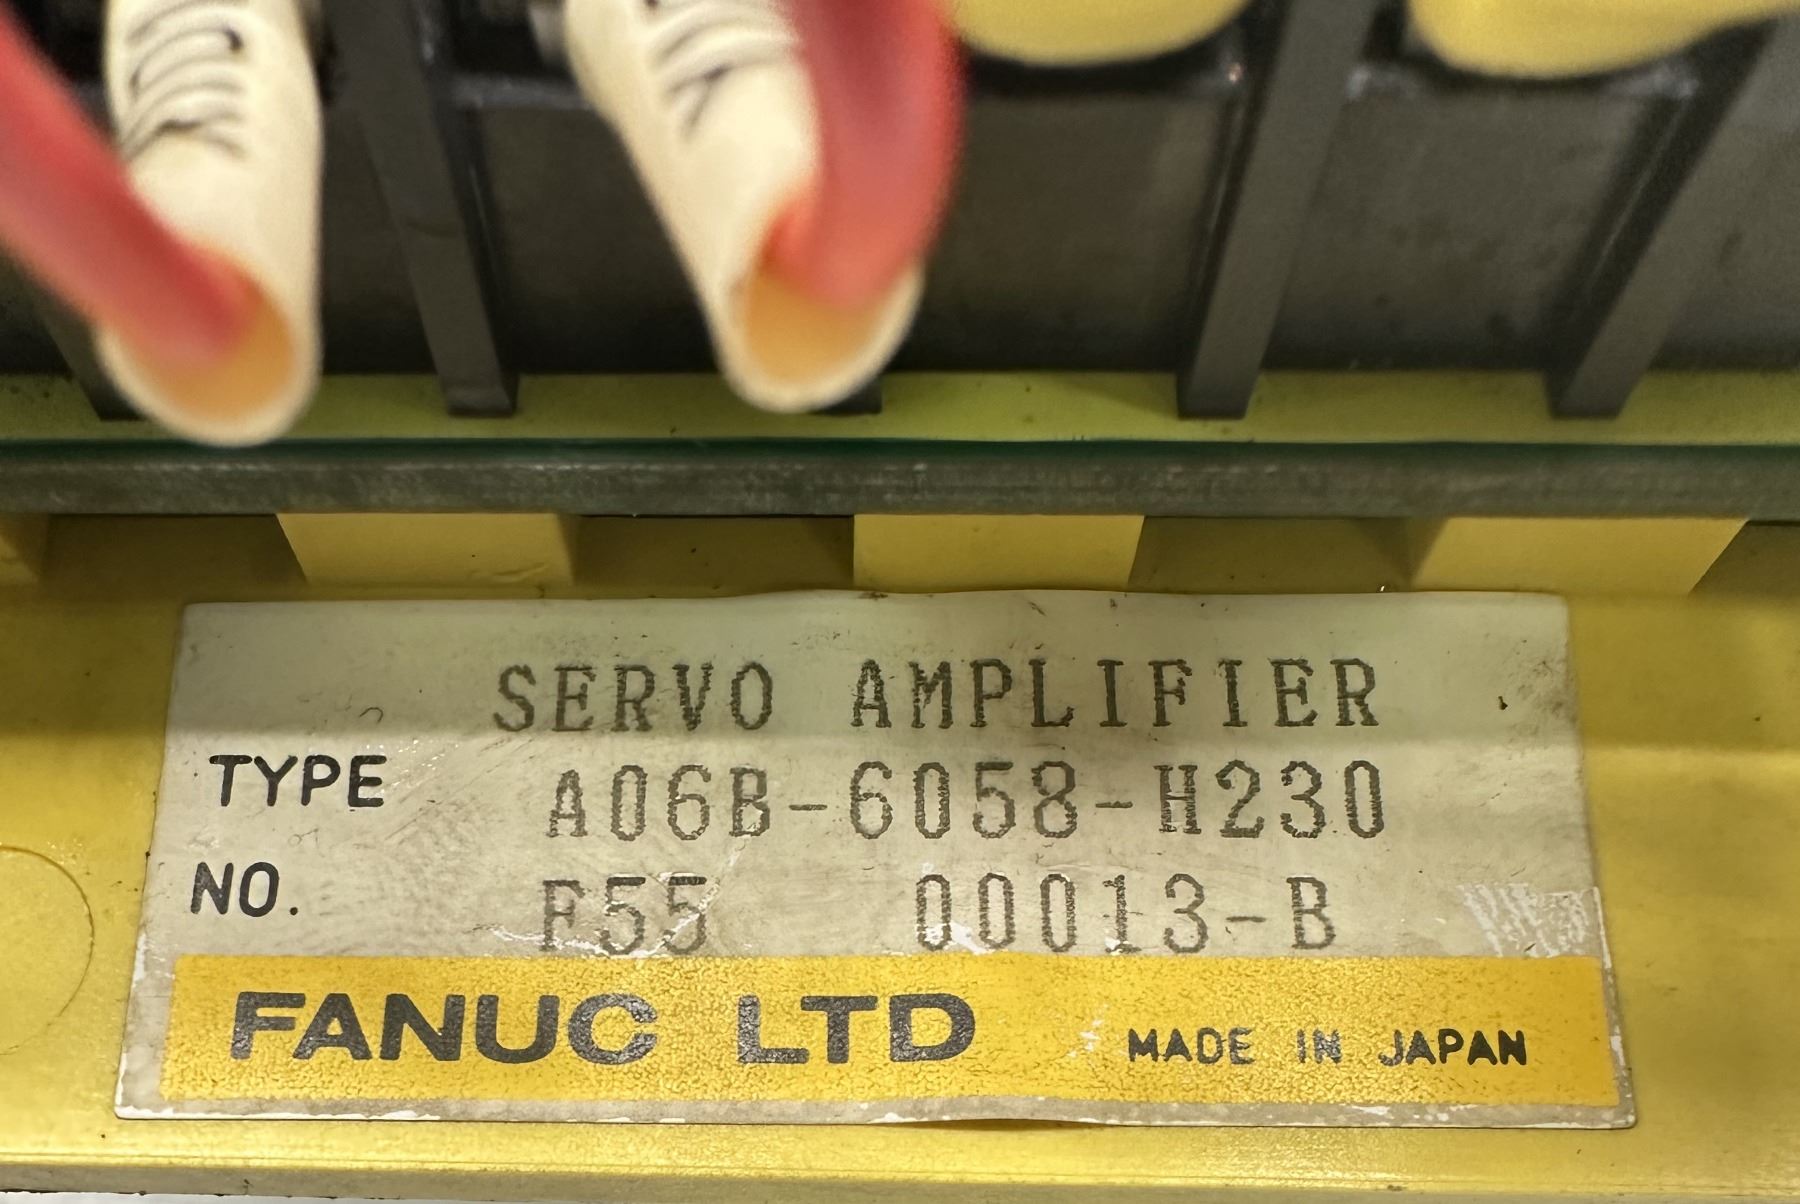 SERVO AMPLIFIER
TYPE A06B-6058-H230
NO. F55 00013-B
FANUC LTD MADE IN JAPAN